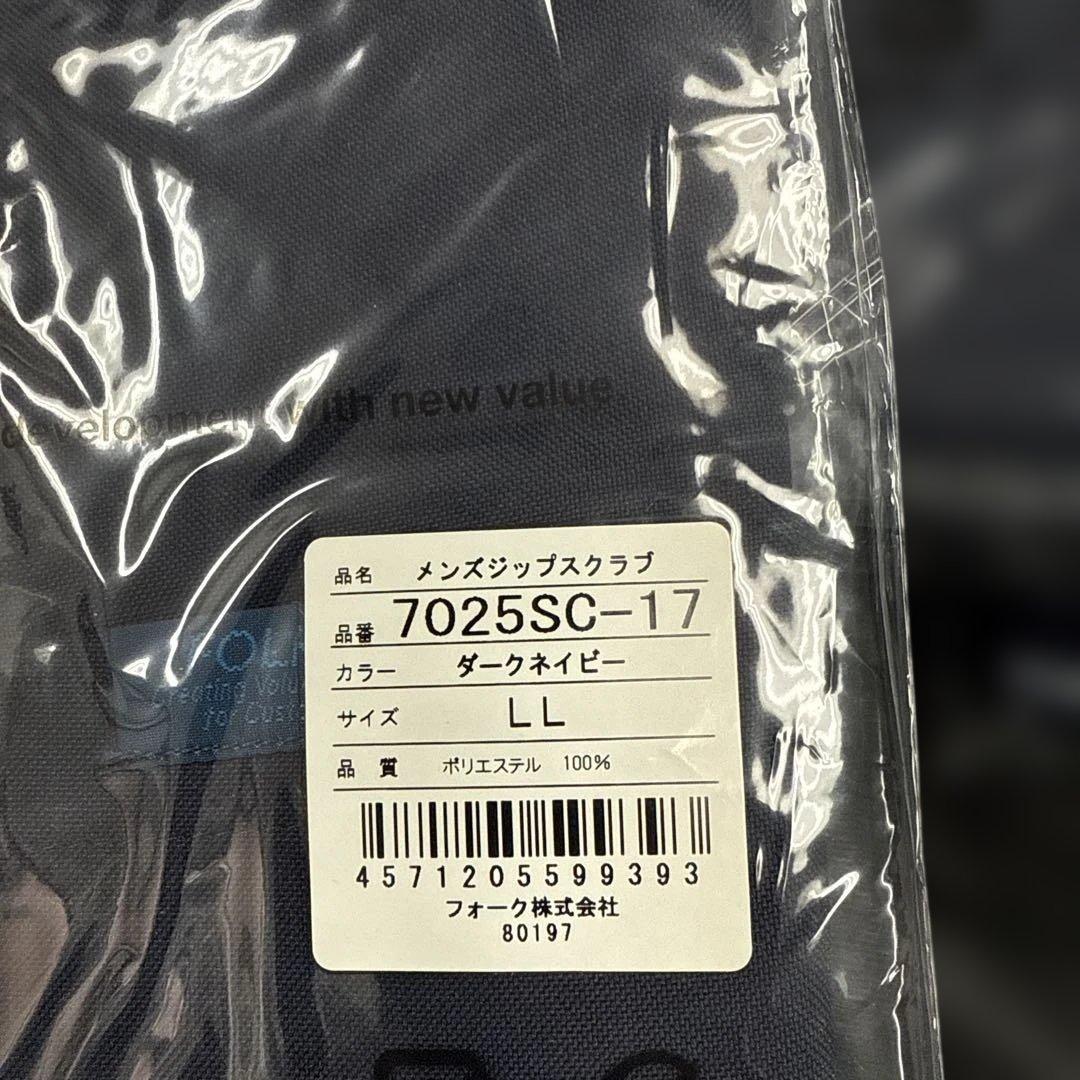 development with new value
品名 メンズジップスクラブ
品番 7025SC-17
カラー ダークネイビー
サイズ LL
品質 ポリエステル 100%
4571205599393
フォーク株式会社
80197